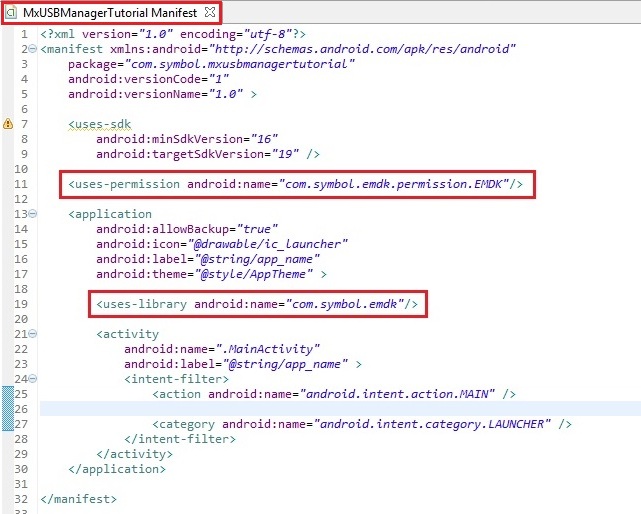 MxUSBManagerTutorial Manifest
1 <?xml version="1.0" encoding="utf-8"?>
2 <manifest xmlns:android="http://schemas.android.com/apk/res/android"
3 package="com.symbol.mxusbmanagertutorial"
4 android:versionCode="1"
5 android:versionName="1.0" >
6
7 <uses-sdk
8 android:minSdkVersion="16"
9 android:targetSdkVersion="19" />
10
11 <uses-permission android:name="com.symbol.emdk.permission.EMDK"/>
12
13 <application
14 android:allowBackup="true"
15 android:icon="@drawable/ic_launcher"
16 android:label="@string/app_name"
17 android:theme="@style/AppTheme" >
18
19 <uses-library android:name="com.symbol.emdk"/>
20
21 <activity
22 android:name=".MainActivity"
23 android:label="@string/app_name" >
24 <intent-filter>
25 <action android:name="android.intent.action.MAIN" />
26
27 <category android:name="android.intent.category.LAUNCHER" />
28 </intent-filter>
29 </activity>
30 </application>
31
32 </manifest>
33